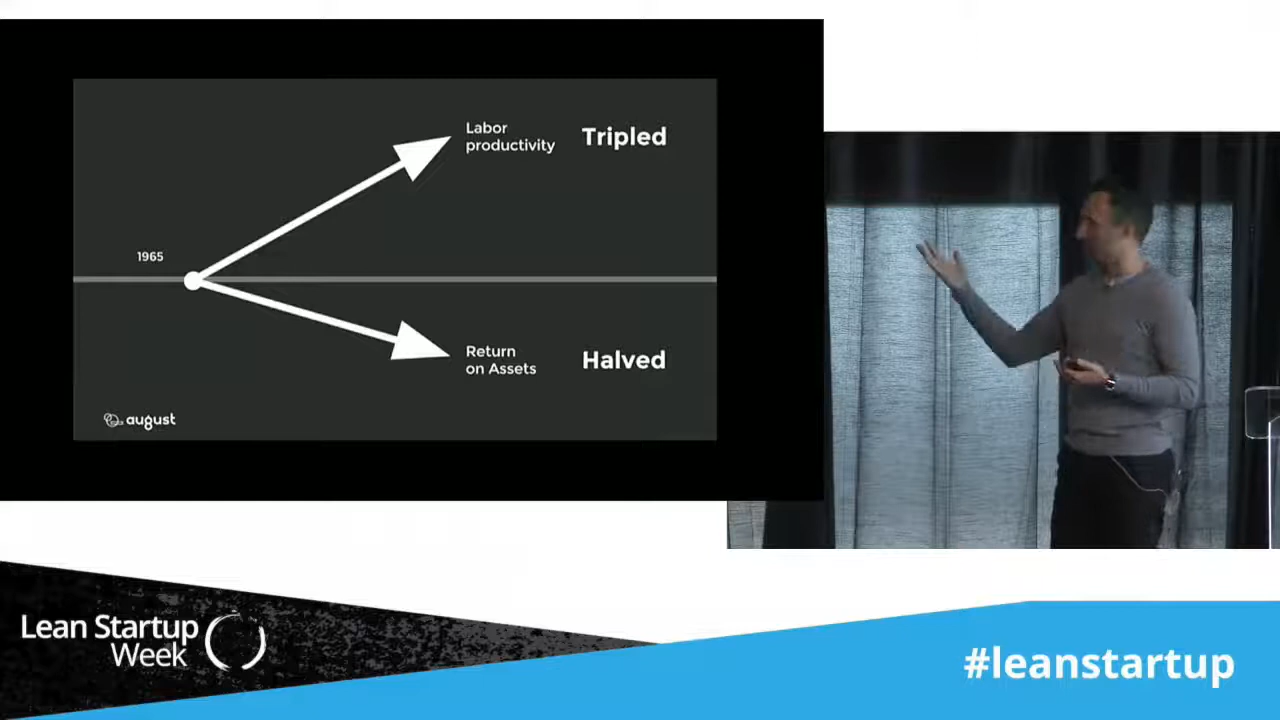 Labor
productivity
Tripled
1965
Return
on Assets
Halved
august
Lean Startup
Week
#leanstartup